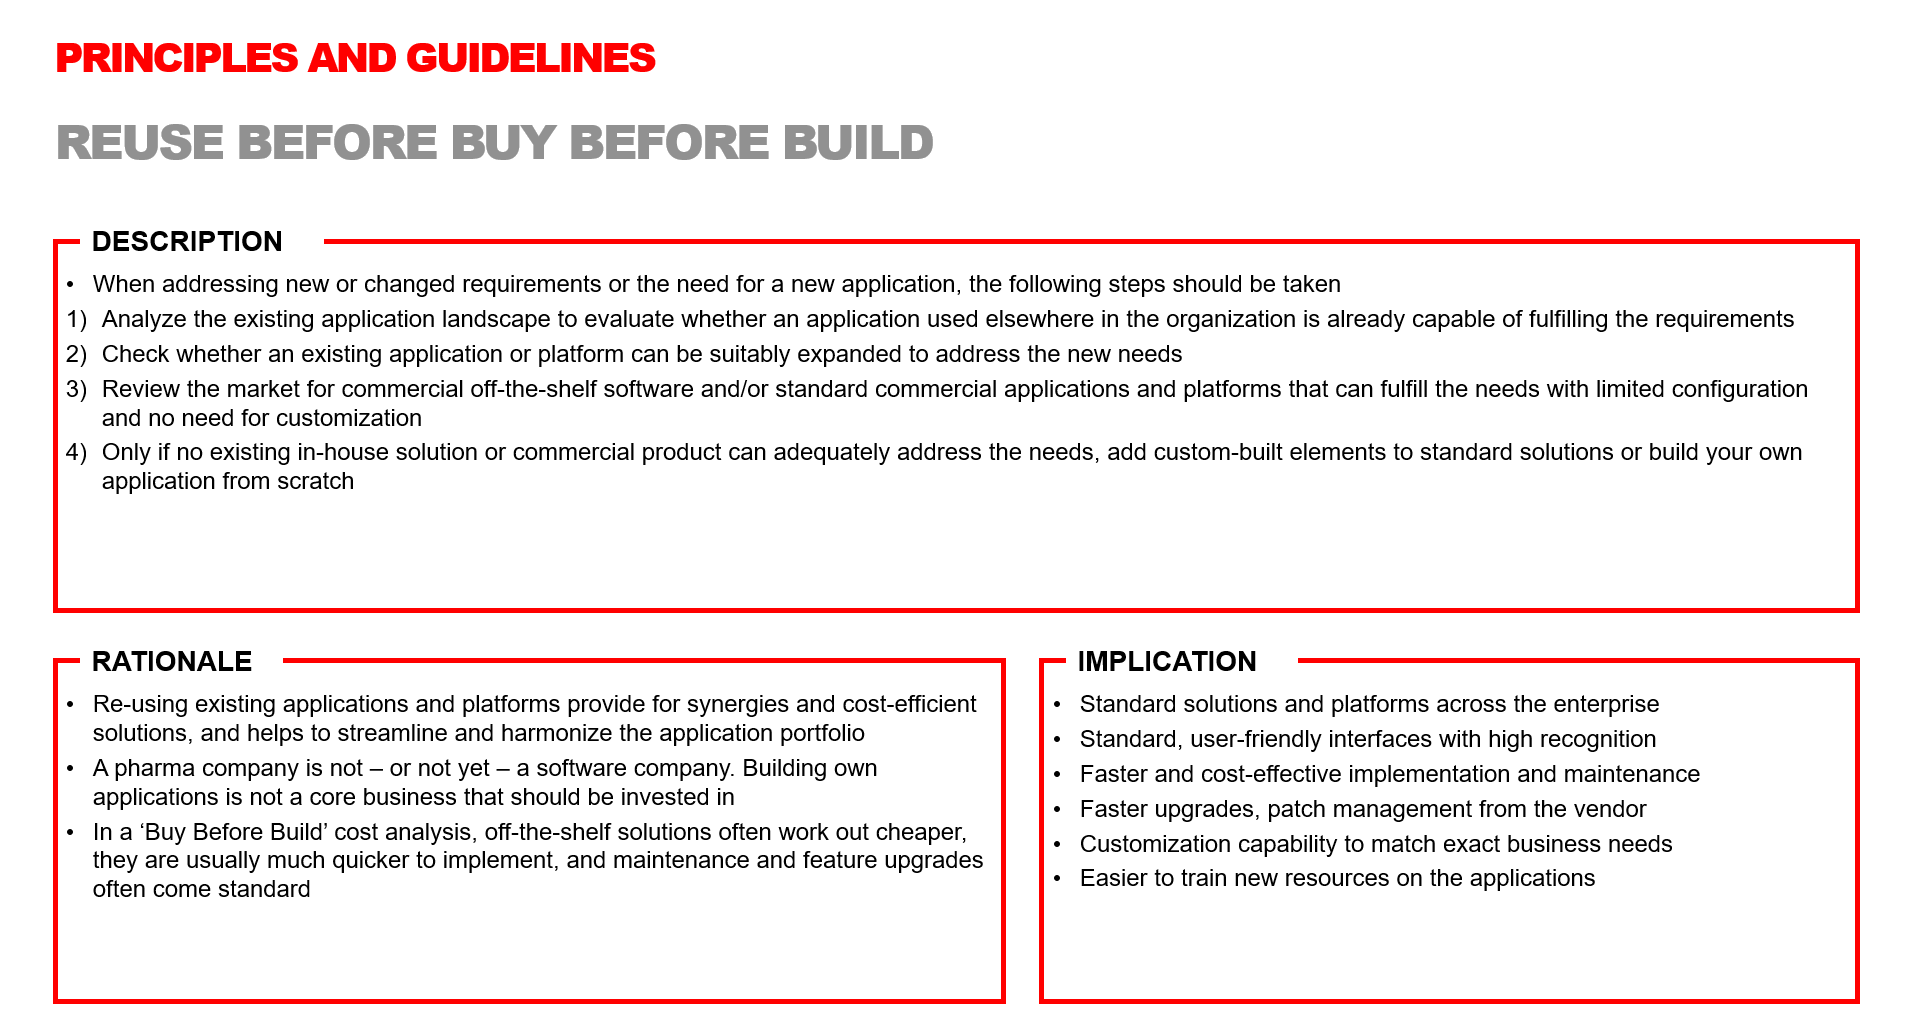 PRINCIPLES AND GUIDELINES
REUSE BEFORE BUY BEFORE BUILD
DESCRIPTION
• When addressing new or changed requirements or the need for a new application, the following steps should be taken
1) Analyze the existing application landscape to evaluate whether an application used elsewhere in the organization is already capable of fulfilling the requirements
2) Check whether an existing application or platform can be suitably expanded to address the new needs
3) Review the market for commercial off-the-shelf software and/or standard commercial applications and platforms that can fulfill the needs with limited configuration
and no need for customization
4) Only if no existing in-house solution or commercial product can adequately address the needs, add custom-built elements to standard solutions or build your own
application from scratch
RATIONALE
• Re-using existing applications and platforms provide for synergies and cost-efficient
solutions, and helps to streamline and harmonize the application portfolio
• A pharma company is not – or not yet – a software company. Building own
applications is not a core business that should be invested in
• In a ‘Buy Before Build’ cost analysis, off-the-shelf solutions often work out cheaper,
they are usually much quicker to implement, and maintenance and feature upgrades
often come standard
IMPLICATION
• Standard solutions and platforms across the enterprise
• Standard, user-friendly interfaces with high recognition
• Faster and cost-effective implementation and maintenance
• Faster upgrades, patch management from the vendor
• Customization capability to match exact business needs
• Easier to train new resources on the applications